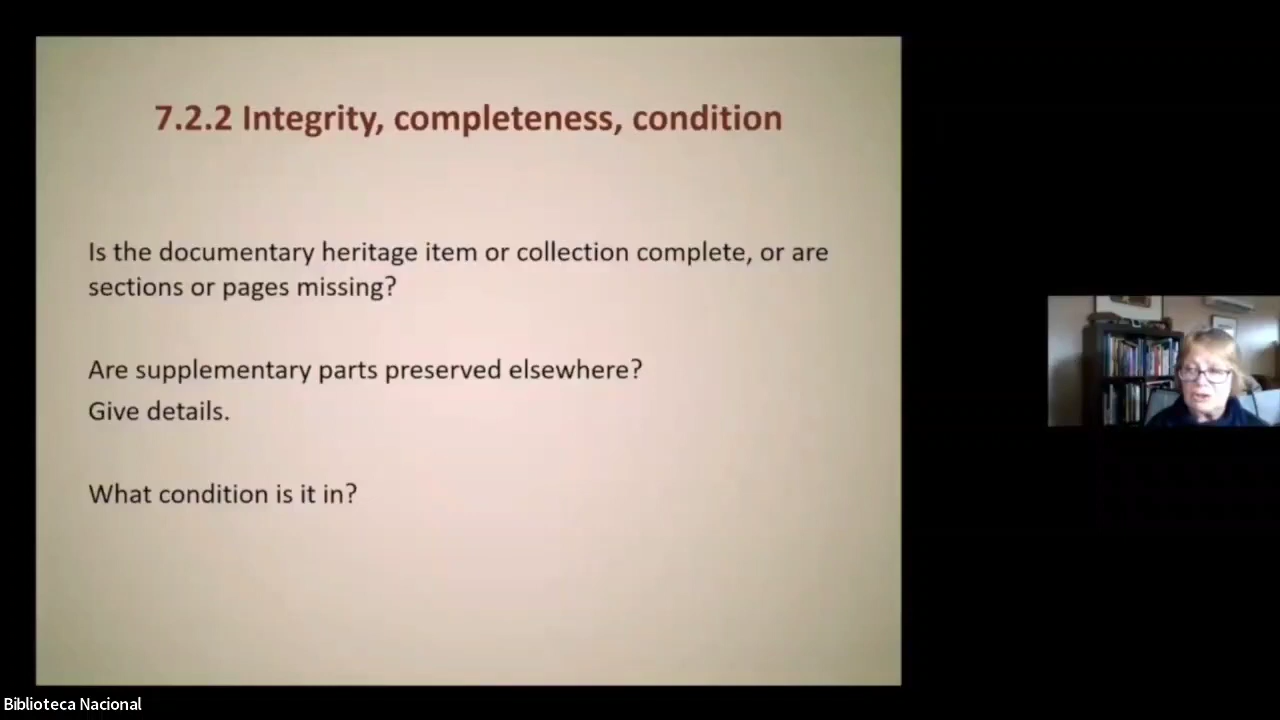 7.2.2 Integrity, completeness, condition
Is the documentary heritage item or collection complete, or are
sections or pages missing?
Are supplementary parts preserved elsewhere?
Give details.
What condition is it in?
Biblioteca Nacional